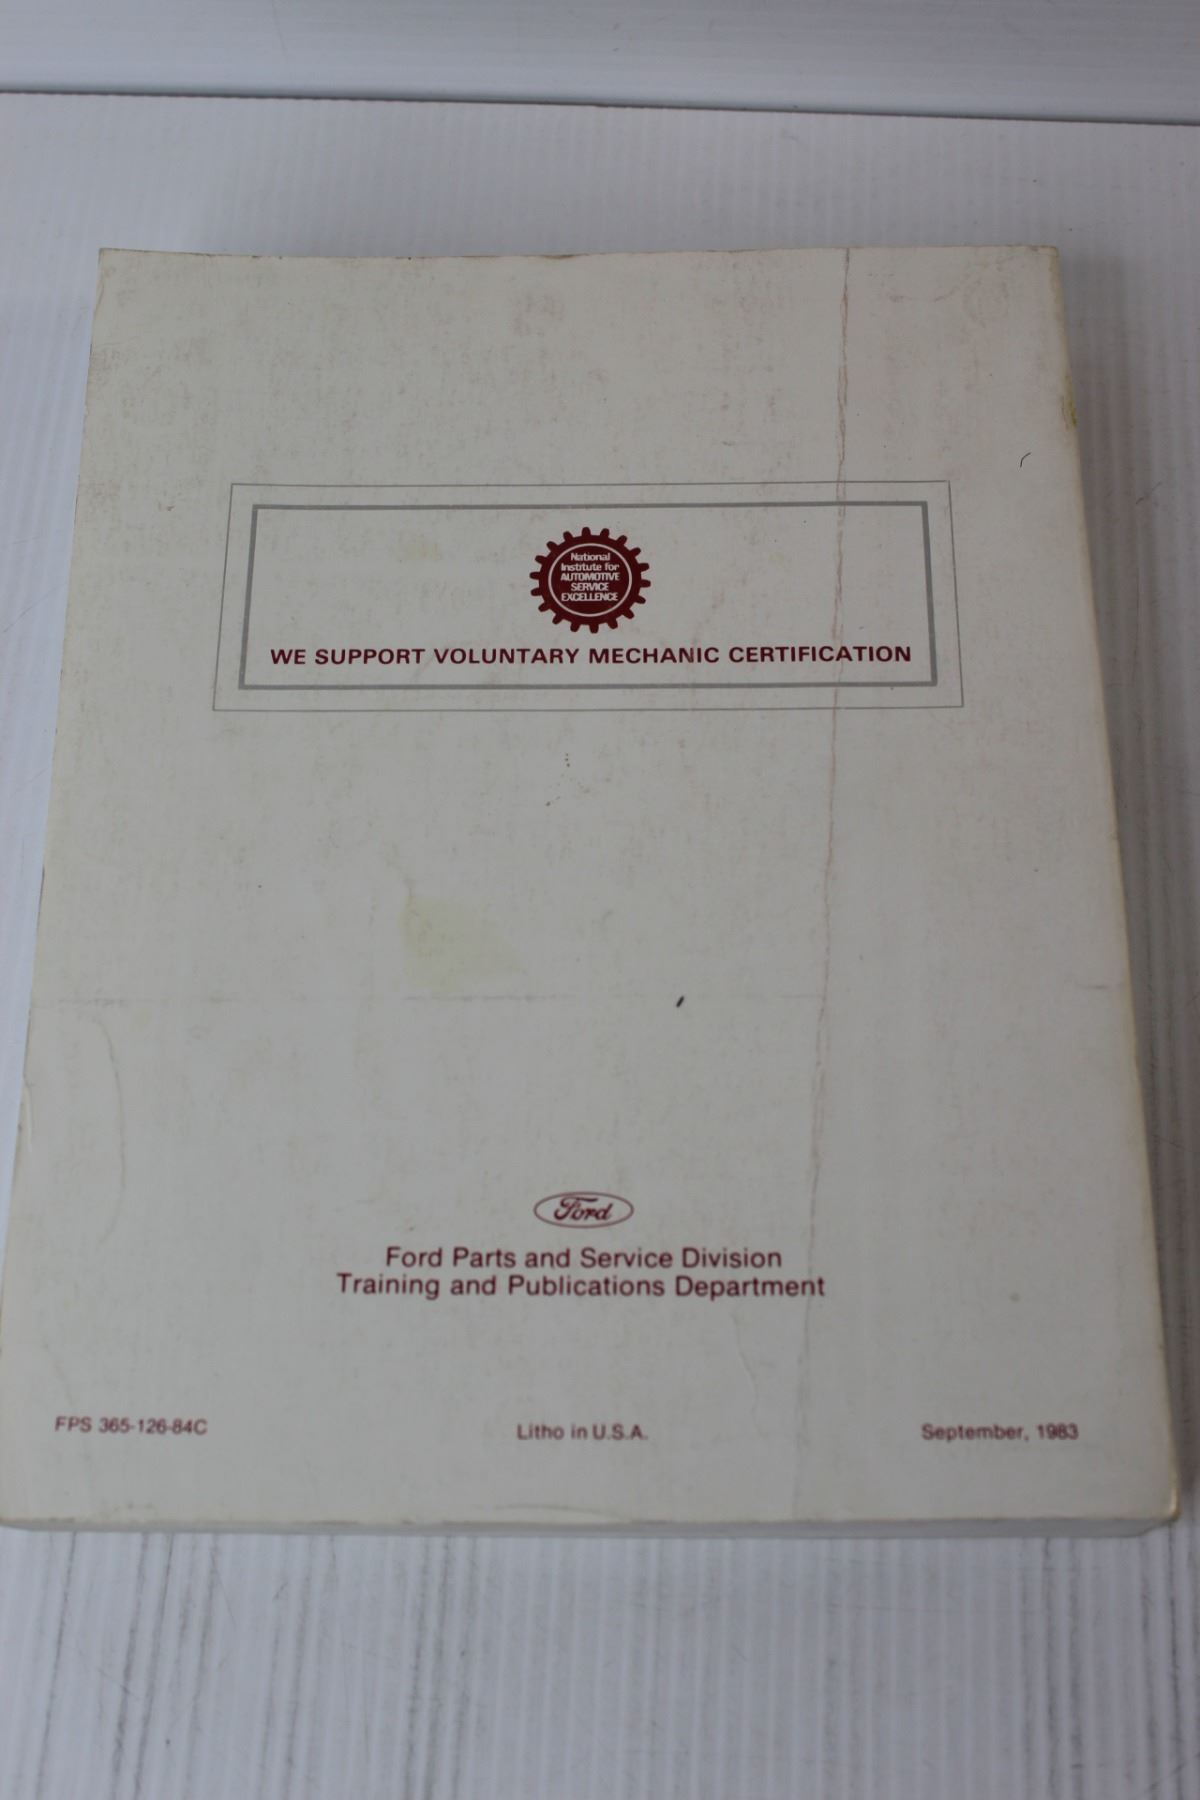 National
Institute for
AUTOMOTIVE
SERVICE
EXCELLENCE
WE SUPPORT VOLUNTARY MECHANIC CERTIFICATION
Ford
Ford Parts and Service Division
Training and Publications Department
FPS 365-126-84C
Litho in U.S.A.
September, 1983